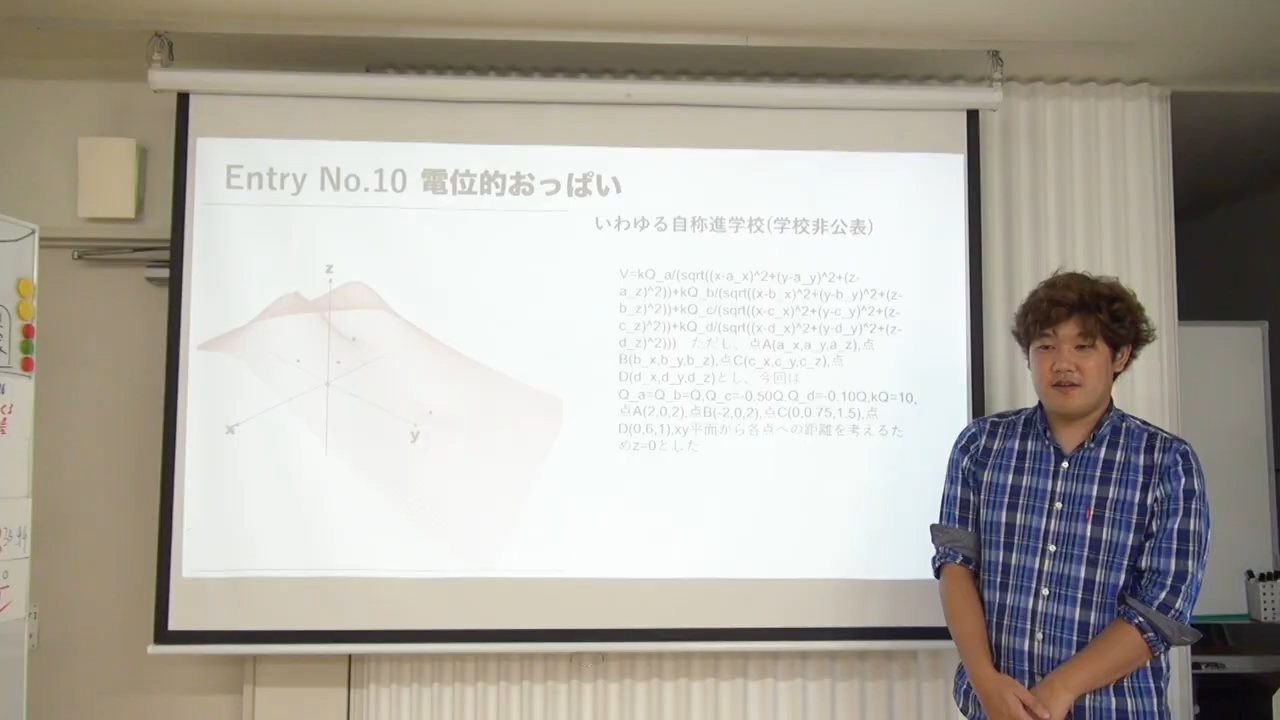 Entry No.10 電位的おっぱい
いわゆる自称進学校(学校非公表)
V=kQ_a/(sqrt((x-a_x)^2+(y-a_y)^2+(z-
a_z)^2))+kQ_b/(sqrt((x-b_x)^2+(y-b_y)^2+(z-
b_z)^2))+kQ_c/(sqrt((x-c_x)^2+(y-c_y)^2+(z-
c_z)^2))+kQ_d/(sqrt((x-d_x)^2+(y-d_y)^2+(z-
d_z)^2))) ただし、点A(a_x,a_y,a_z),点
B(b_x,b_y,b_z),点C(c_x,c_y,c_z),点
D(d_x,d_y,d_z)とし、今回は
Q_a=Q_b=Q,Q_c=-0.50Q,Q_d=-0.10Q,kQ=10,
点A(2,0,2),点B(-2,0,2),点C(0,0.75,1.5),点
D(0,6,1),xy平面から各点への距離を考えるた
めz=0とした
z
x
y